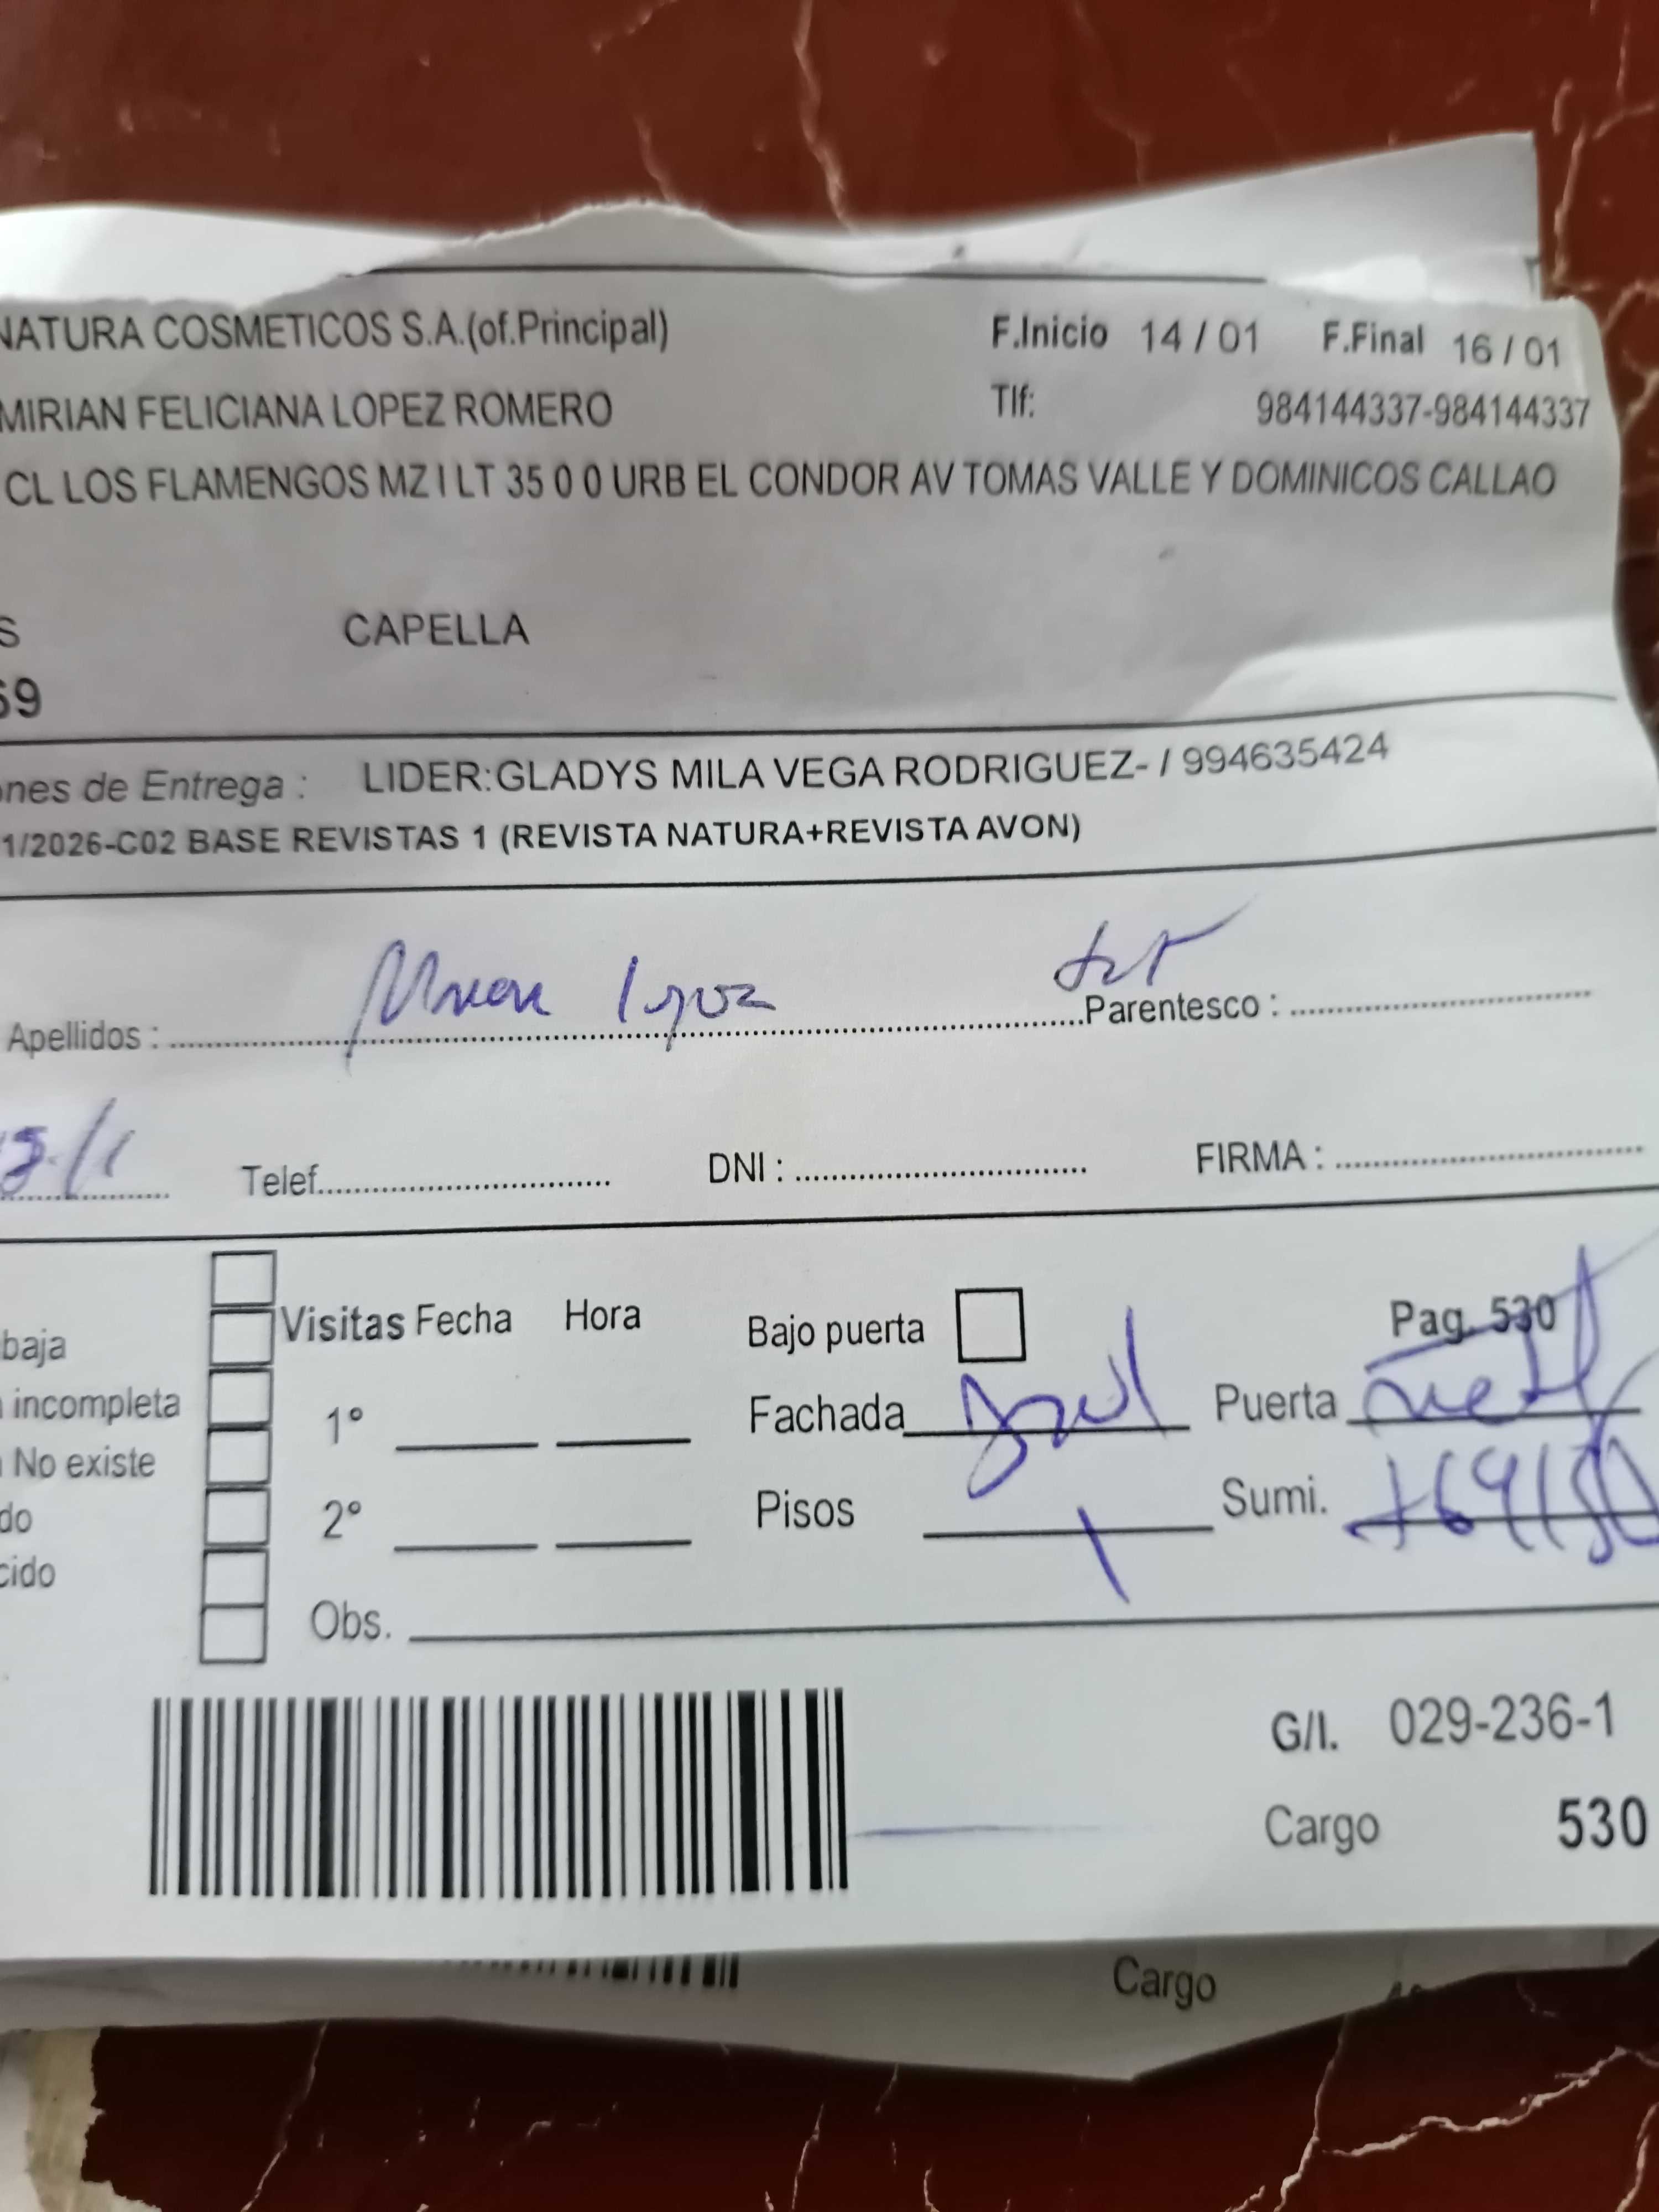 NATURA COSMETICOS S.A.(of.Principal) F.Inicio 14 / 01 F.Final 16 / 01
MIRIAN FELICIANA LOPEZ ROMERO Tlf: 984144337-984144337
CL LOS FLAMENGOS MZ I LT 35 0 0 URB EL CONDOR AV TOMAS VALLE Y DOMINICOS CALLAO
S CAPELLA
69
ones de Entrega : LIDER:GLADYS MILA VEGA RODRIGUEZ- / 994635424
1/2026-C02 BASE REVISTAS 1 (REVISTA NATURA+REVISTA AVON)
Apellidos : Parentesco :
Telef. DNI : FIRMA :
Visitas Fecha Hora Bajo puerta Pag. 530
baja
incompleta 1° Fachada Azul Puerta
No existe
do 2° Pisos 1 Sumi.
cido
Obs.
G/I. 029-236-1
Cargo 530
Cargo